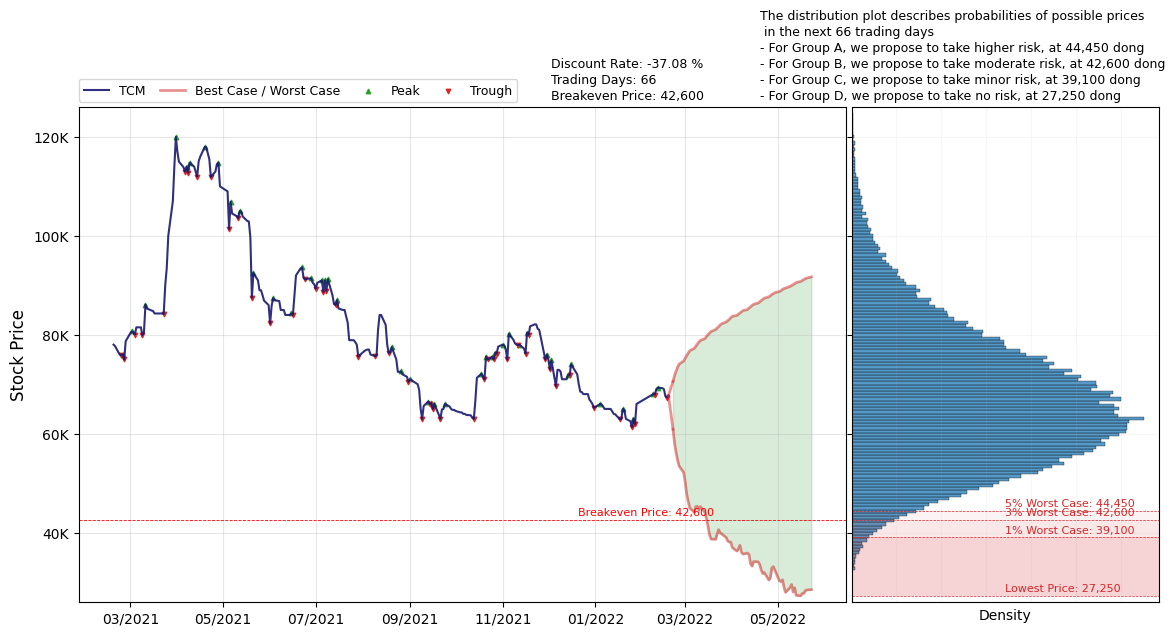 The distribution plot describes probabilities of possible prices
in the next 66 trading days
- For Group A, we propose to take higher risk, at 44,450 dong
- For Group B, we propose to take moderate risk, at 42,600 dong
- For Group C, we propose to take minor risk, at 39,100 dong
- For Group D, we propose to take no risk, at 27,250 dong
Discount Rate: -37.08 %
Trading Days: 66
Breakeven Price: 42,600
TCM
Best Case / Worst Case
Peak
Trough
Stock Price
120K
100K
80K
60K
40K
Breakeven Price: 42,600
5% Worst Case: 44,450
3% Worst Case: 42,600
1% Worst Case: 39,100
Lowest Price: 27,250
03/2021
05/2021
07/2021
09/2021
11/2021
01/2022
03/2022
05/2022
Density